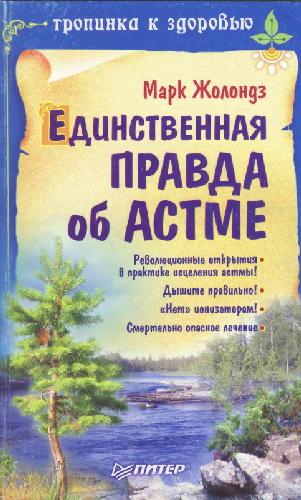 тропинка к здоровью
Марк Жолондз
Единственная
ПРАВДА
об АСТМЕ
Революционные открытия •
в практике исцеления астмы!
Дышите правильно! •
«Нет» ионизаторам! •
Смертельно опасное лечение •
ПИТЕР